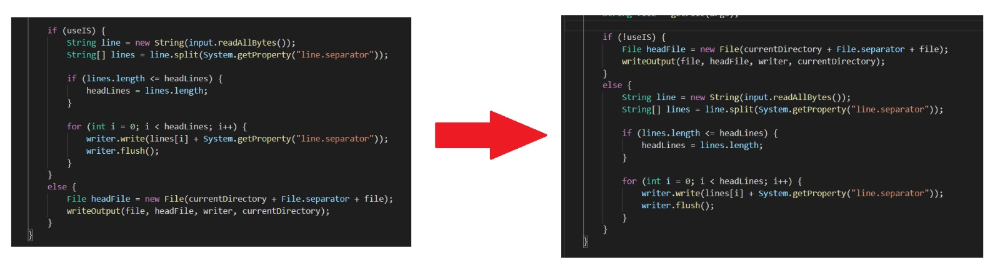 if (useIS) {
String line = new String(input.readAllBytes());
String[] lines = line.split(System.getProperty("line.separator"));
if (lines.length <= headLines) {
headLines = lines.length;
}
for (int i = 0; i < headLines; i++) {
writer.write(lines[i] + System.getProperty("line.separator"));
writer.flush();
}
}
else {
File headFile = new File(currentDirectory + File.separator + file);
writeOutput(file, headFile, writer, currentDirectory);
}
}
String file = getFile(args);
if (!useIS) {
File headFile = new File(currentDirectory + File.separator + file);
writeOutput(file, headFile, writer, currentDirectory);
}
else {
String line = new String(input.readAllBytes());
String[] lines = line.split(System.getProperty("line.separator"));
if (lines.length <= headLines) {
headLines = lines.length;
}
for (int i = 0; i < headLines; i++) {
writer.write(lines[i] + System.getProperty("line.separator"));
writer.flush();
}
}
}